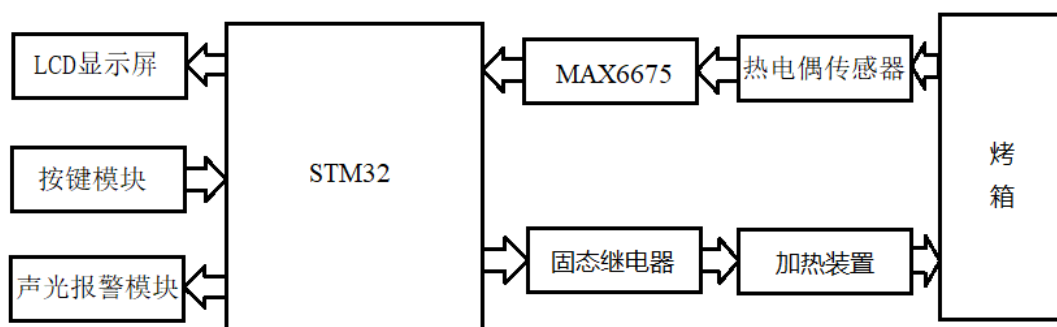 LCD显示屏
MAX6675
热电偶传感器
烤
箱
按键模块
STM32
声光报警模块
固态继电器
加热装置